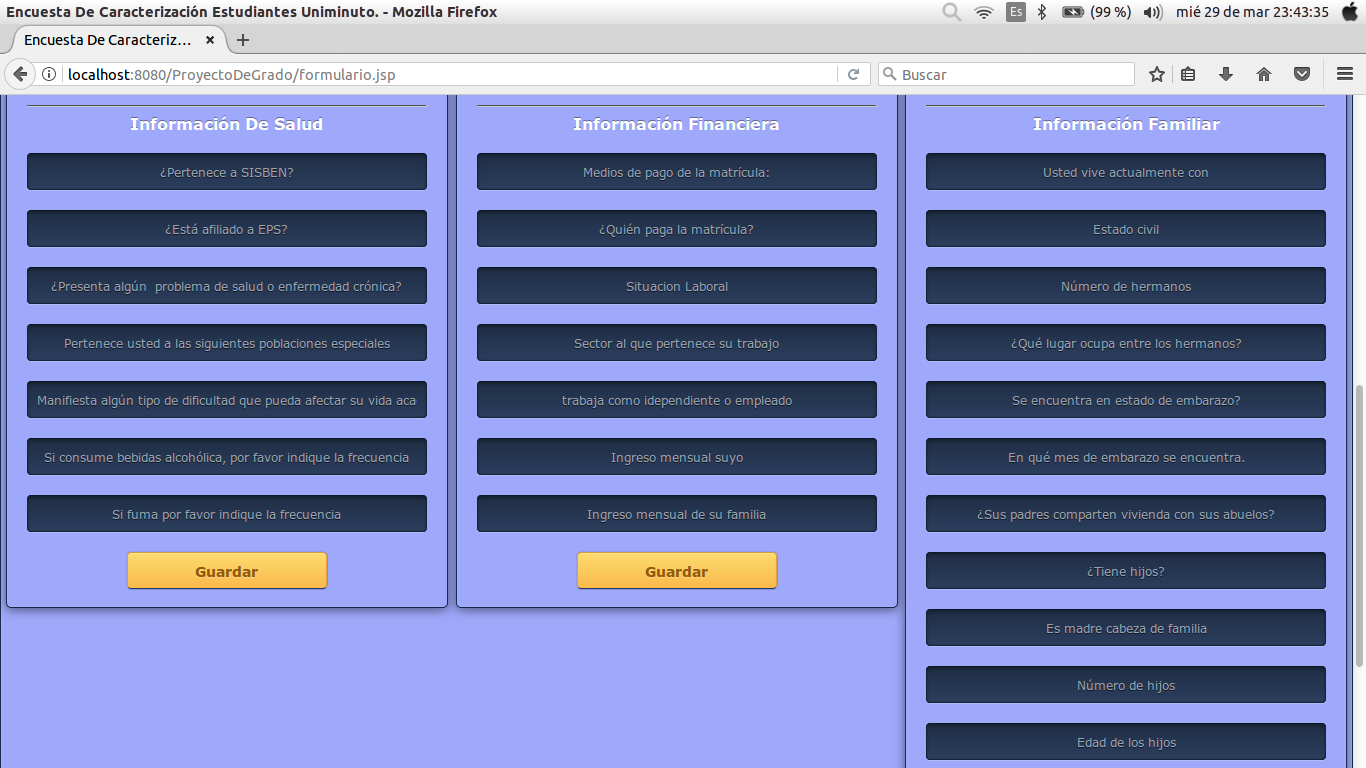 Encuesta De Caracterización Estudiantes Uniminuto. - Mozilla Firefox
Es
(99 %)
mié 29 de mar 23:43:35
Encuesta De Caracteriz...
localhost:8080/ProyectoDeGrado/formulario.jsp
Buscar
Información De Salud
¿Pertenece a SISBEN?
¿Está afiliado a EPS?
¿Presenta algún  problema de salud o enfermedad crónica?
Pertenece usted a las siguientes poblaciones especiales
Manifiesta algún tipo de dificultad que pueda afectar su vida aca
Si consume bebidas alcohólica, por favor indique la frecuencia
Si fuma por favor indique la frecuencia
Guardar
Información Financiera
Medios de pago de la matrícula:
¿Quién paga la matrícula?
Situacion Laboral
Sector al que pertenece su trabajo
trabaja como idependiente o empleado
Ingreso mensual suyo
Ingreso mensual de su familia
Guardar
Información Familiar
Usted vive actualmente con
Estado civil
Número de hermanos
¿Qué lugar ocupa entre los hermanos?
Se encuentra en estado de embarazo?
En qué mes de embarazo se encuentra.
¿Sus padres comparten vivienda con sus abuelos?
¿Tiene hijos?
Es madre cabeza de familia
Número de hijos
Edad de los hijos